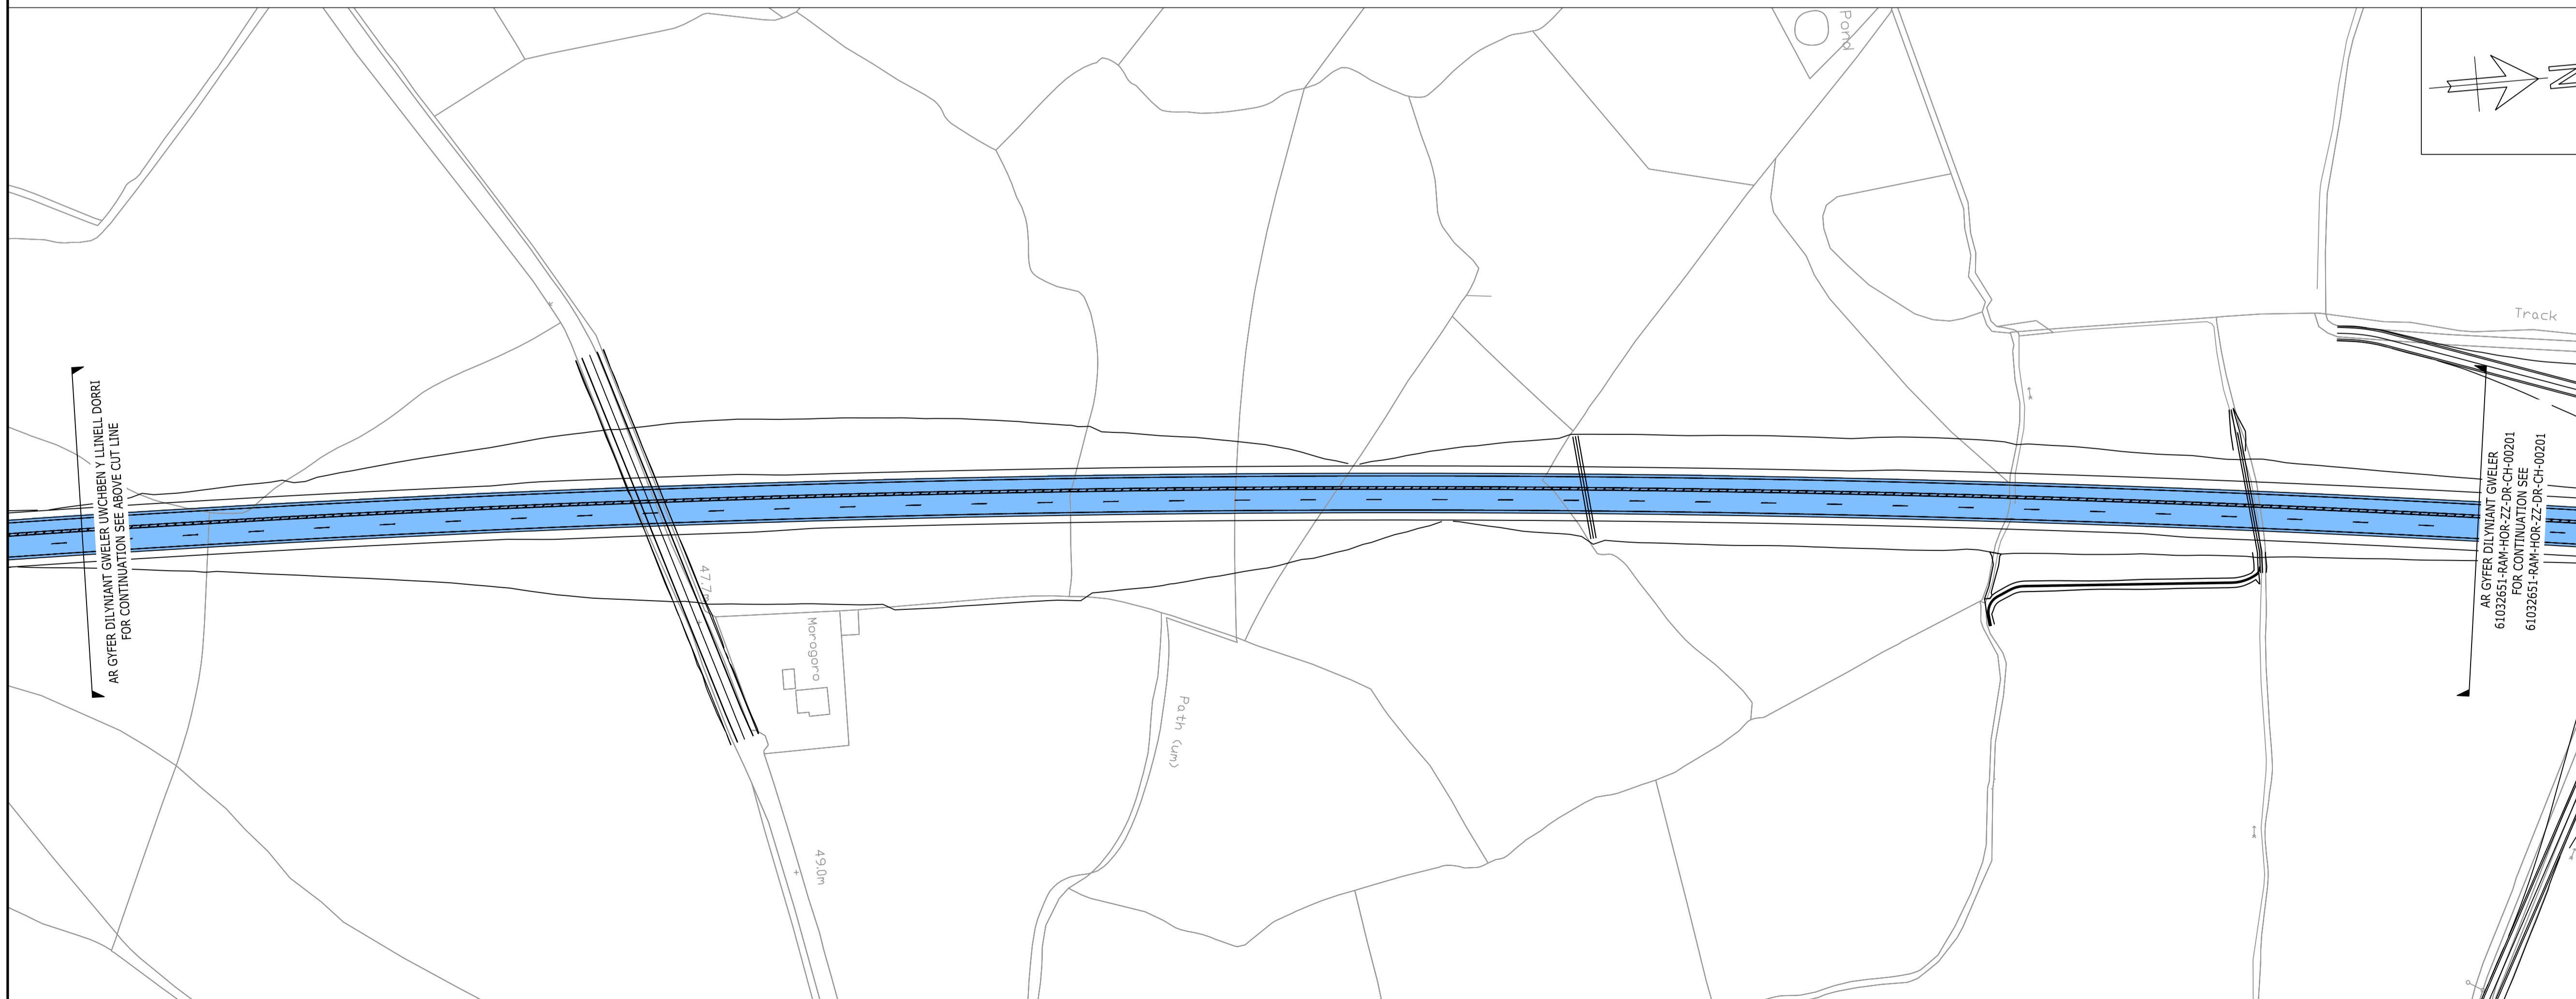 AR GYFER DILYNIANT GWELER UWCHBEN Y LLINELL DORRI
FOR CONTINUATION SEE ABOVE CUT LINE
47.7m
Morogoro
49.0m
Path (um)
Pond
Track
AR GYFER DILYNIANT GWELER
61032651-RAM-HOR-ZZ-DR-CH-00201
FOR CONTINUATION SEE
61032651-RAM-HOR-ZZ-DR-CH-00201
N